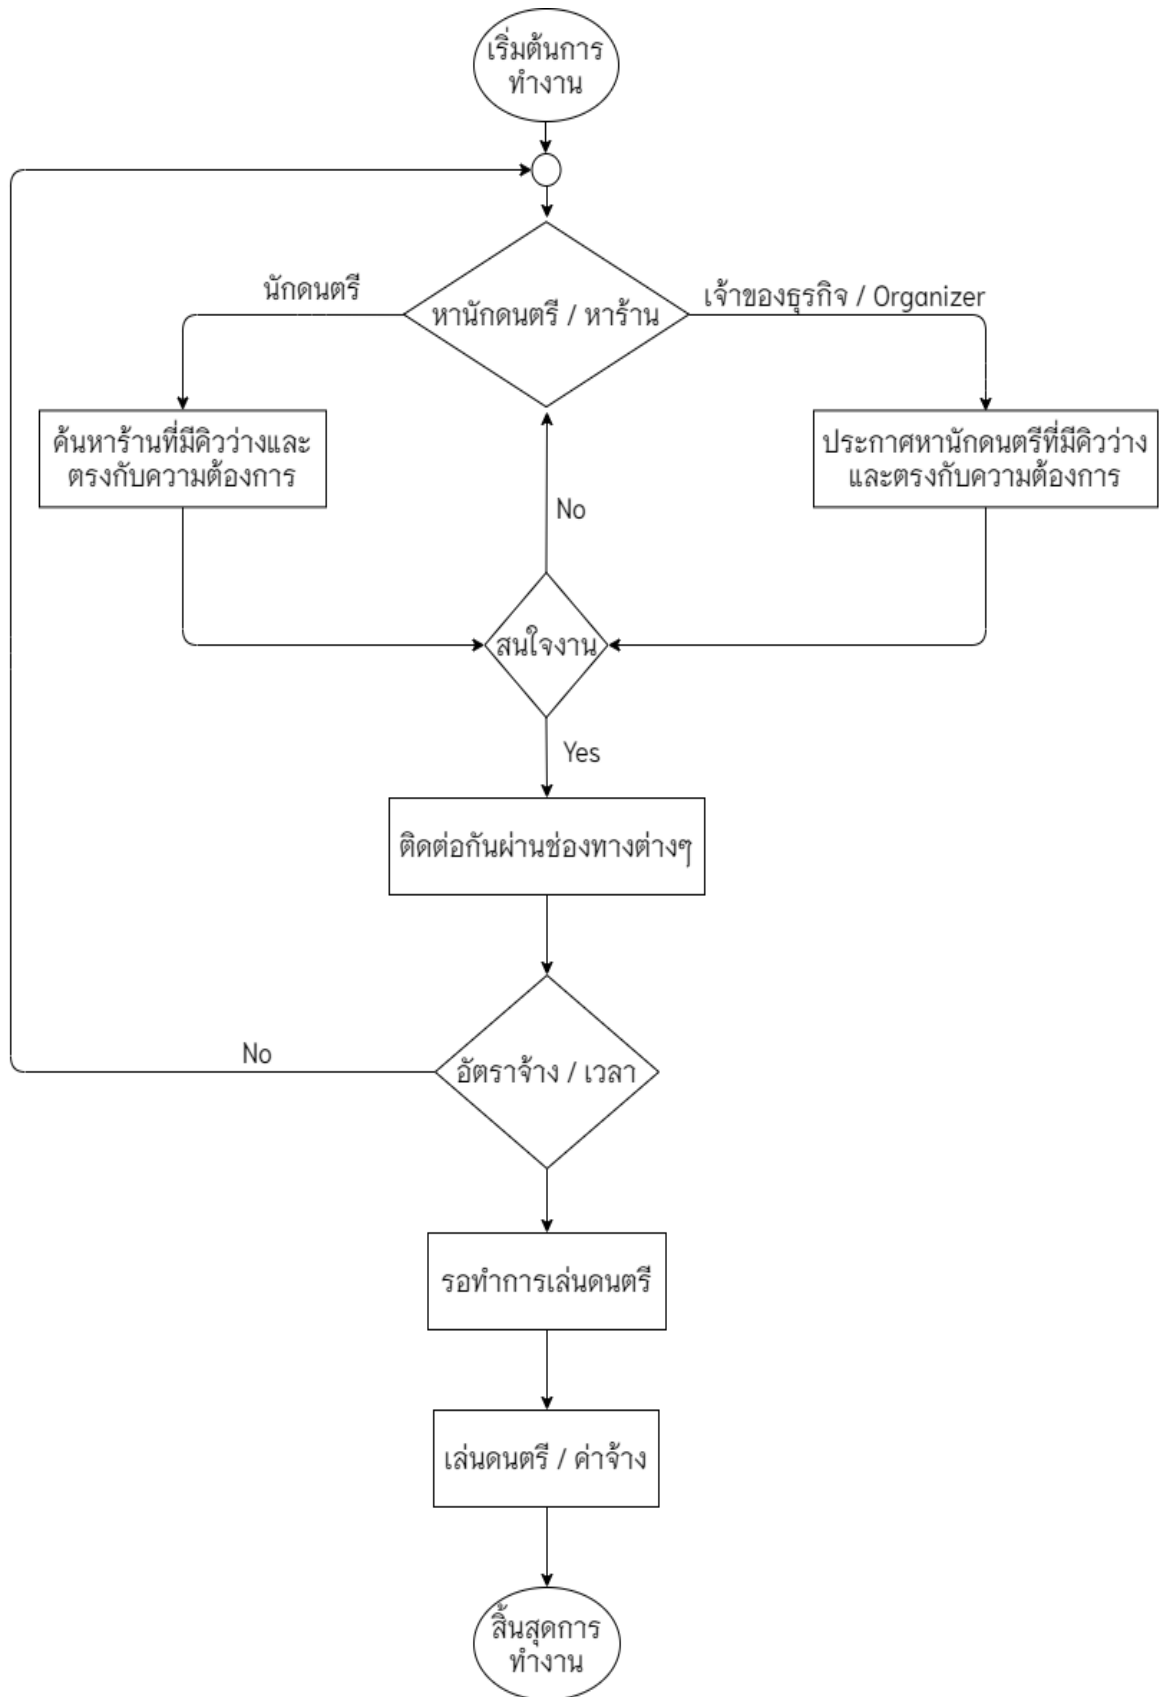 เริ่มต้นการ
ทำงาน
นักดนตรี
หานักดนตรี / หาร้าน
เจ้าของธุรกิจ / Organizer
ค้นหาร้านที่มีคิวว่างและ
ตรงกับความต้องการ
ประกาศหานักดนตรีที่มีคิวว่าง
และตรงกับความต้องการ
No
สนใจงาน
Yes
ติดต่อกันผ่านช่องทางต่างๆ
No
อัตราจ้าง / เวลา
รอทำการเล่นดนตรี
เล่นดนตรี / ค่าจ้าง
สิ้นสุดการ
ทำงาน